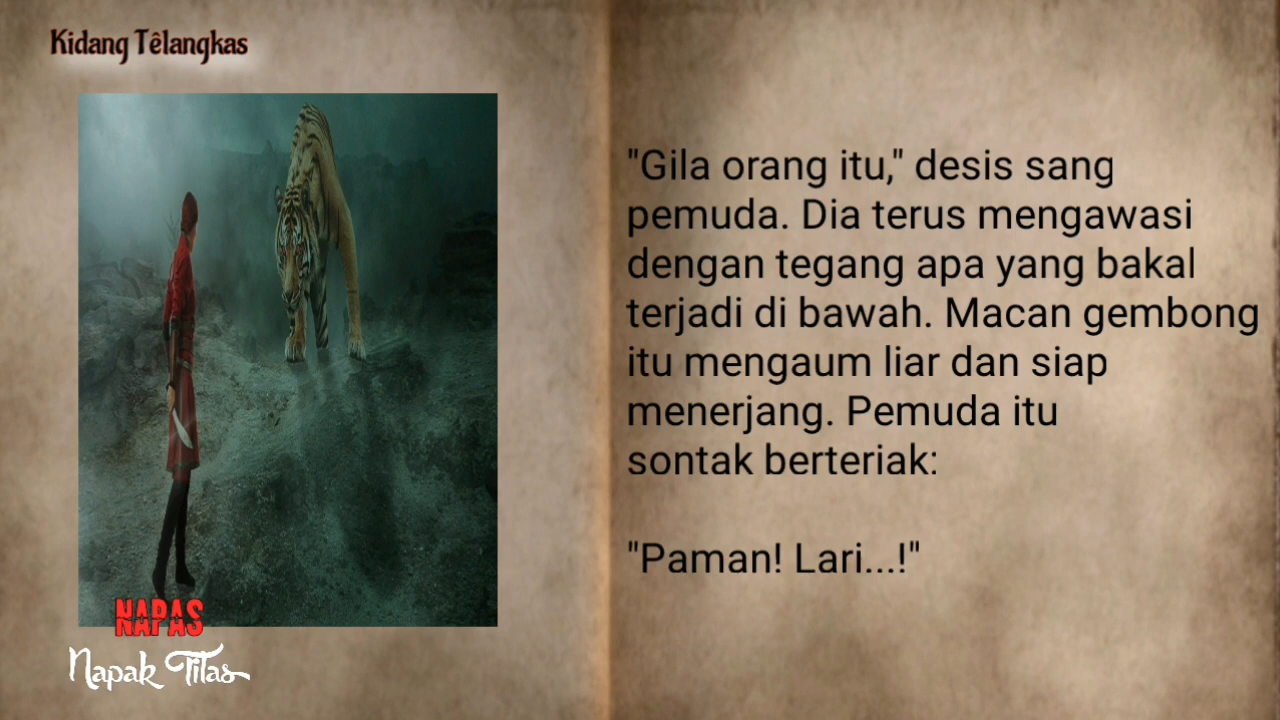 Kidang Têlangkas
"Gila orang itu," desis sang
pemuda. Dia terus mengawasi
dengan tegang apa yang bakal
terjadi di bawah. Macan gembong
itu mengaum liar dan siap
menerjang. Pemuda itu
sontak berteriak:
"Paman! Lari...!"
NAPAS
Napak Tilas